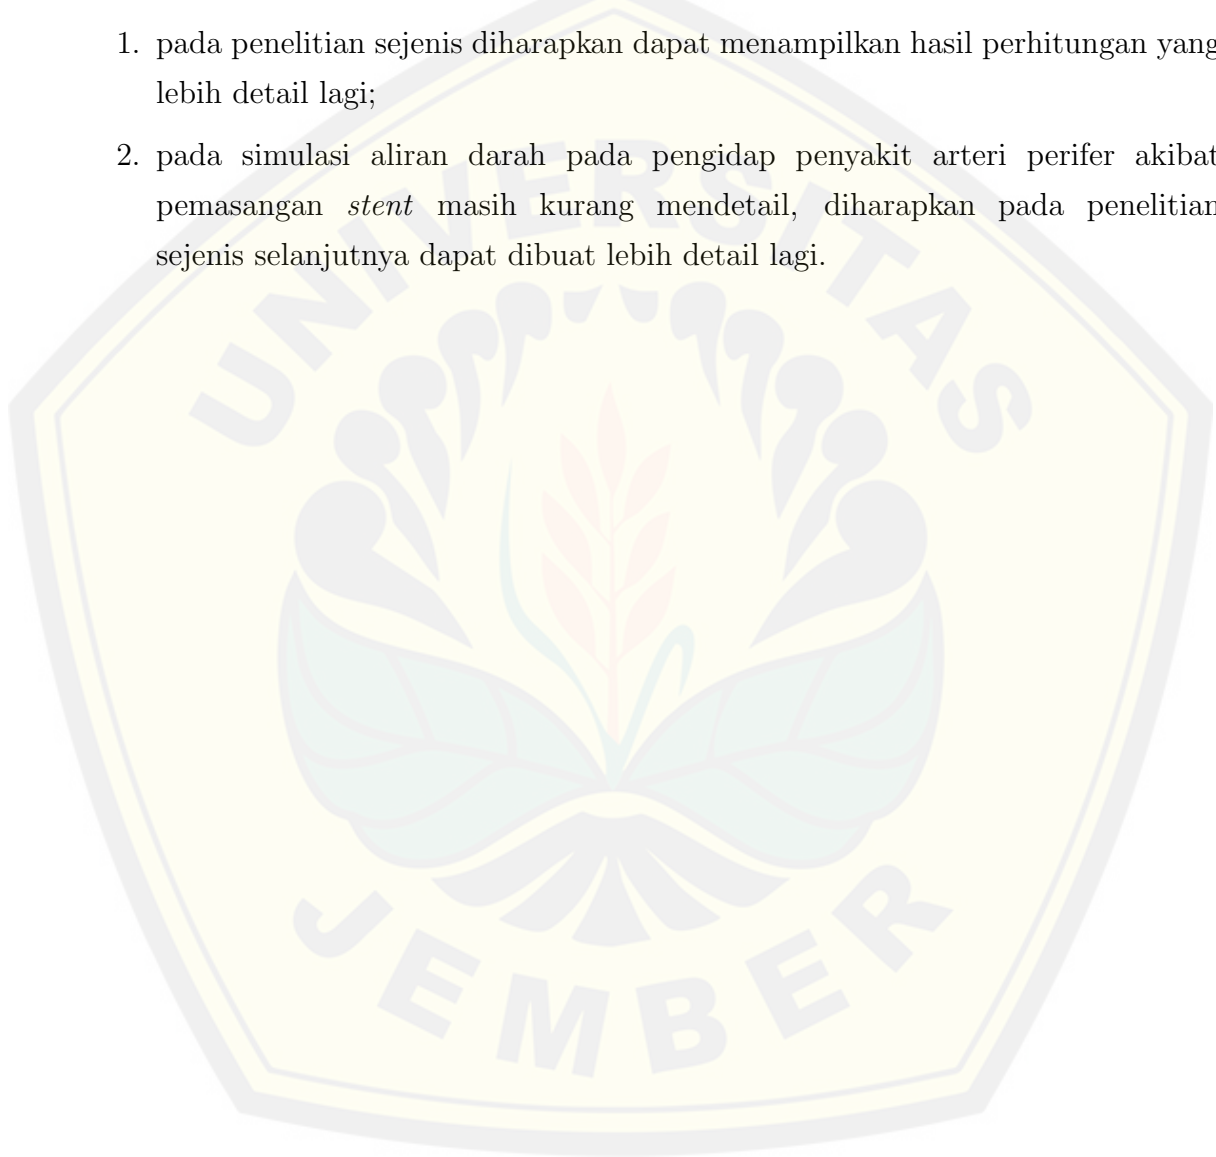 1. pada penelitian sejenis diharapkan dapat menampilkan hasil perhitungan yang
lebih detail lagi;
2. pada simulasi aliran darah pada pengidap penyakit arteri perifer akibat
pemasangan stent masih kurang mendetail, diharapkan pada penelitian
sejenis selanjutnya dapat dibuat lebih detail lagi.
UNIVERSITAS
JEMBER